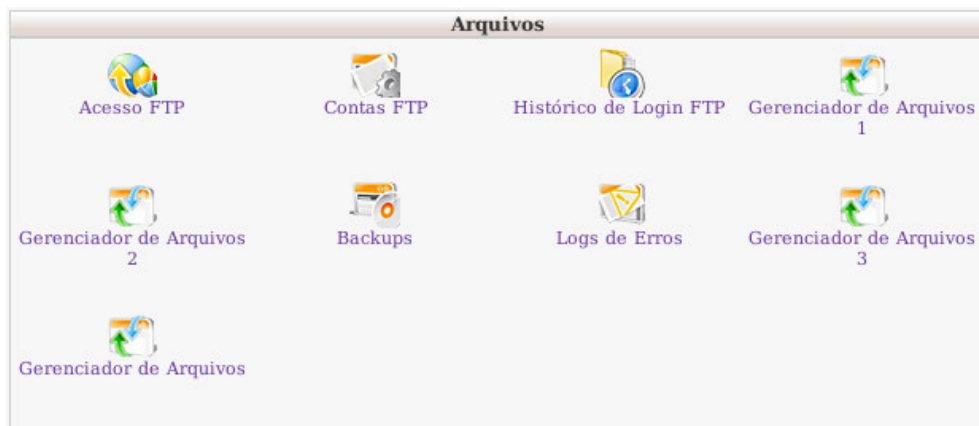 Arquivos
Acesso FTP
Contas FTP
Histórico de Login FTP
Gerenciador de Arquivos
1
Gerenciador de Arquivos
2
Backups
Logs de Erros
Gerenciador de Arquivos
3
Gerenciador de Arquivos